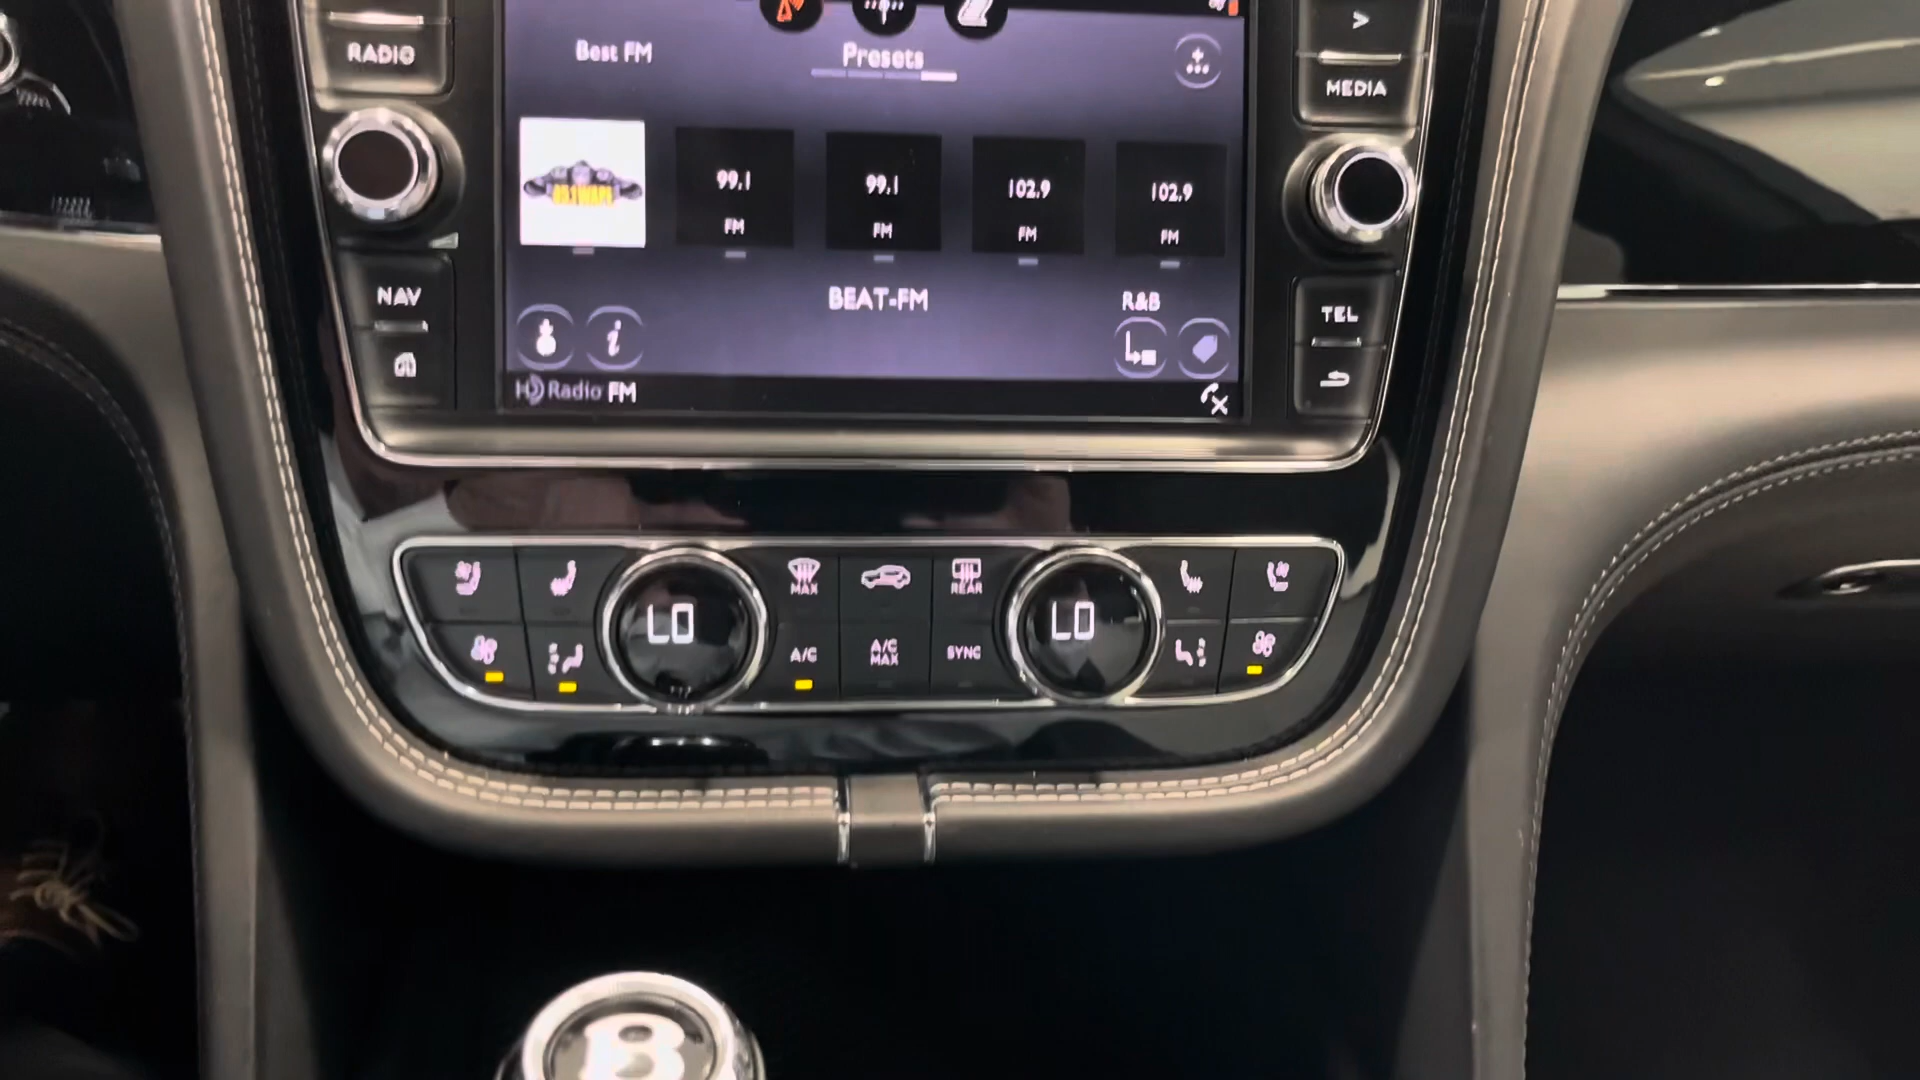 RADIO
Best FM
Presets
>
MEDIA
99.1
FM
99.1
FM
102.9
FM
102.9
FM
NAV
BEAT-FM
R&B
TEL
i
HD Radio FM
MAX
REAR
LO
LO
A/C
A/C
MAX
SYNC
B